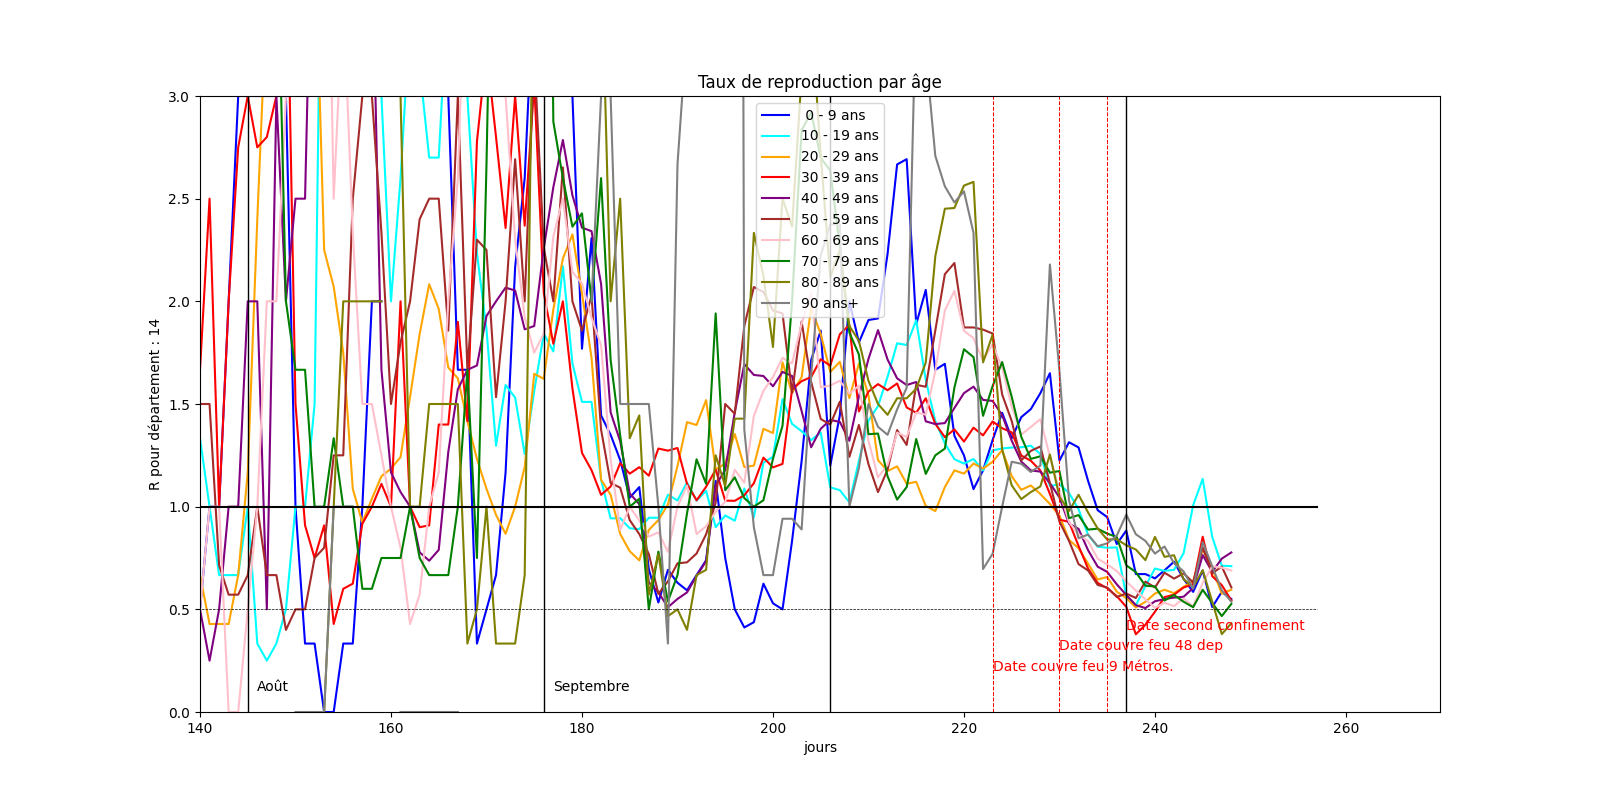 Taux de reproduction par âge
3.0
2.5
2.0
1.5
1.0
0.5
0.0
R pour département : 14
0 - 9 ans
10 - 19 ans
20 - 29 ans
30 - 39 ans
40 - 49 ans
50 - 59 ans
60 - 69 ans
70 - 79 ans
80 - 89 ans
90 ans+
Date second confinement
Date couvre feu 48 dep
Date couvre feu 9 Métros.
Août
Septembre
140
160
180
200
220
240
260
jours